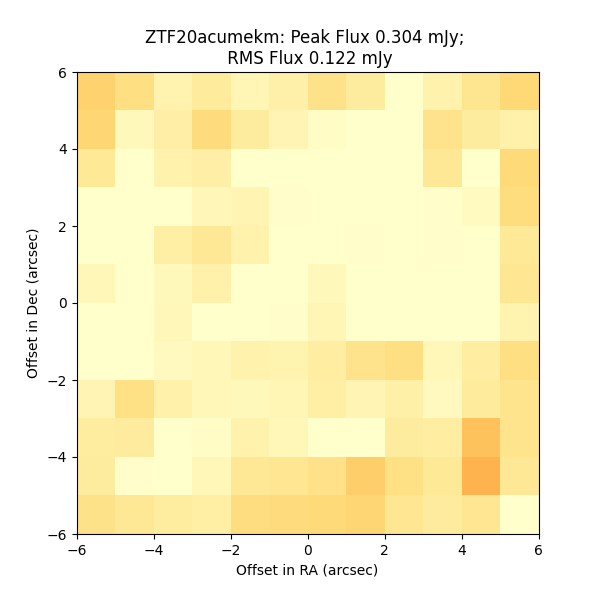 ZTF20acumekm: Peak Flux 0.304 mJy;
RMS Flux 0.122 mJy
6
4
2
0
−2
−4
−6
Offset in Dec (arcsec)
−6 −4 −2 0 2 4 6
Offset in RA (arcsec)